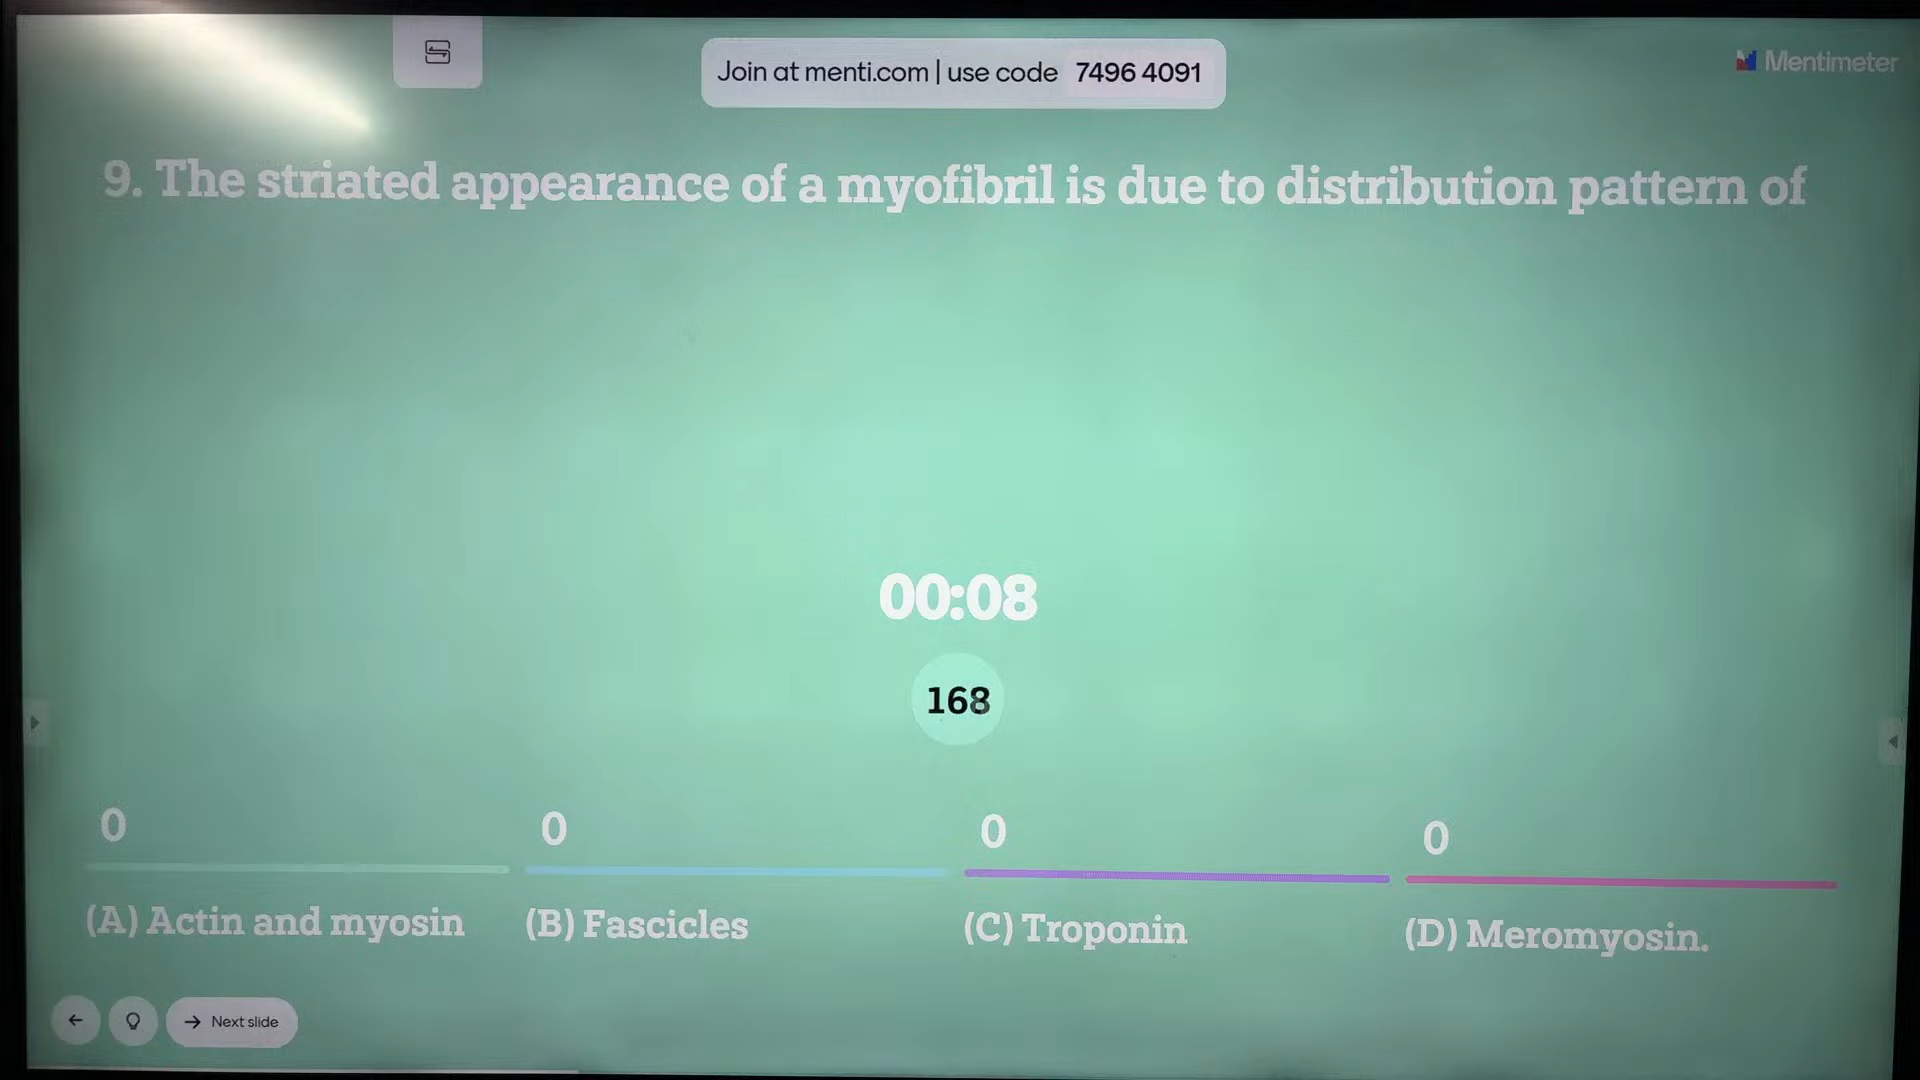 Join at menti.com | use code 7496 4091
Mentimeter
9. The striated appearance of a myofibril is due to distribution pattern of
00:08
168
0 0 0 0
(A) Actin and myosin (B) Fascicles (C) Troponin (D) Meromyosin.
Next slide